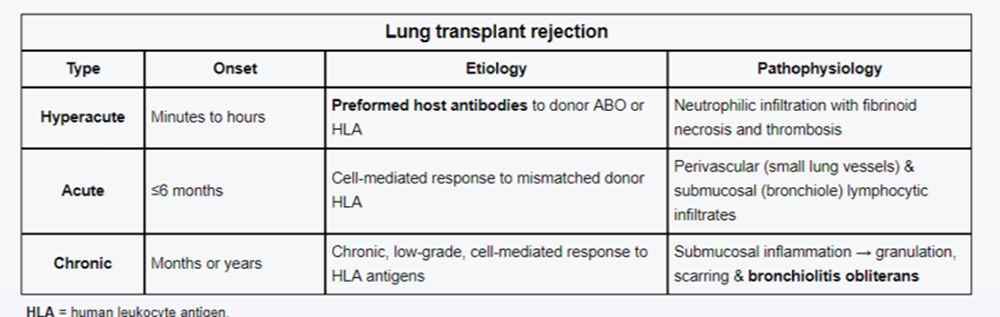 Lung transplant rejection
Type Onset Etiology Pathophysiology
Hyperacute
Minutes to hours
Preformed host antibodies to donor ABO or
HLA
Neutrophilic infiltration with fibrinoid
necrosis and thrombosis
Acute
≤6 months
Cell-mediated response to mismatched donor
HLA
Perivascular (small lung vessels) &
submucosal (bronchiole) lymphocytic
infiltrates
Chronic
Months or years
Chronic, low-grade, cell-mediated response to
HLA antigens
Submucosal inflammation → granulation,
scarring & bronchiolitis obliterans
HLA = human leukocyte antigen.